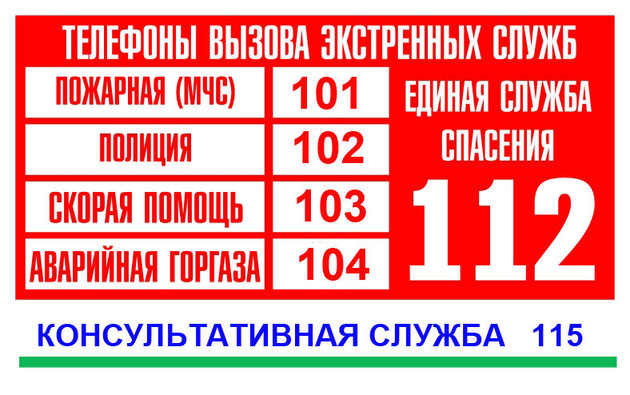 ТЕЛЕФОНЫ ВЫЗОВА ЭКСТРЕННЫХ СЛУЖБ
ПОЖАРНАЯ (МЧС) 101
ПОЛИЦИЯ 102
СКОРАЯ ПОМОЩЬ 103
АВАРИЙНАЯ ГОРГАЗА 104
ЕДИНАЯ СЛУЖБА
СПАСЕНИЯ
112
КОНСУЛЬТАТИВНАЯ СЛУЖБА 115